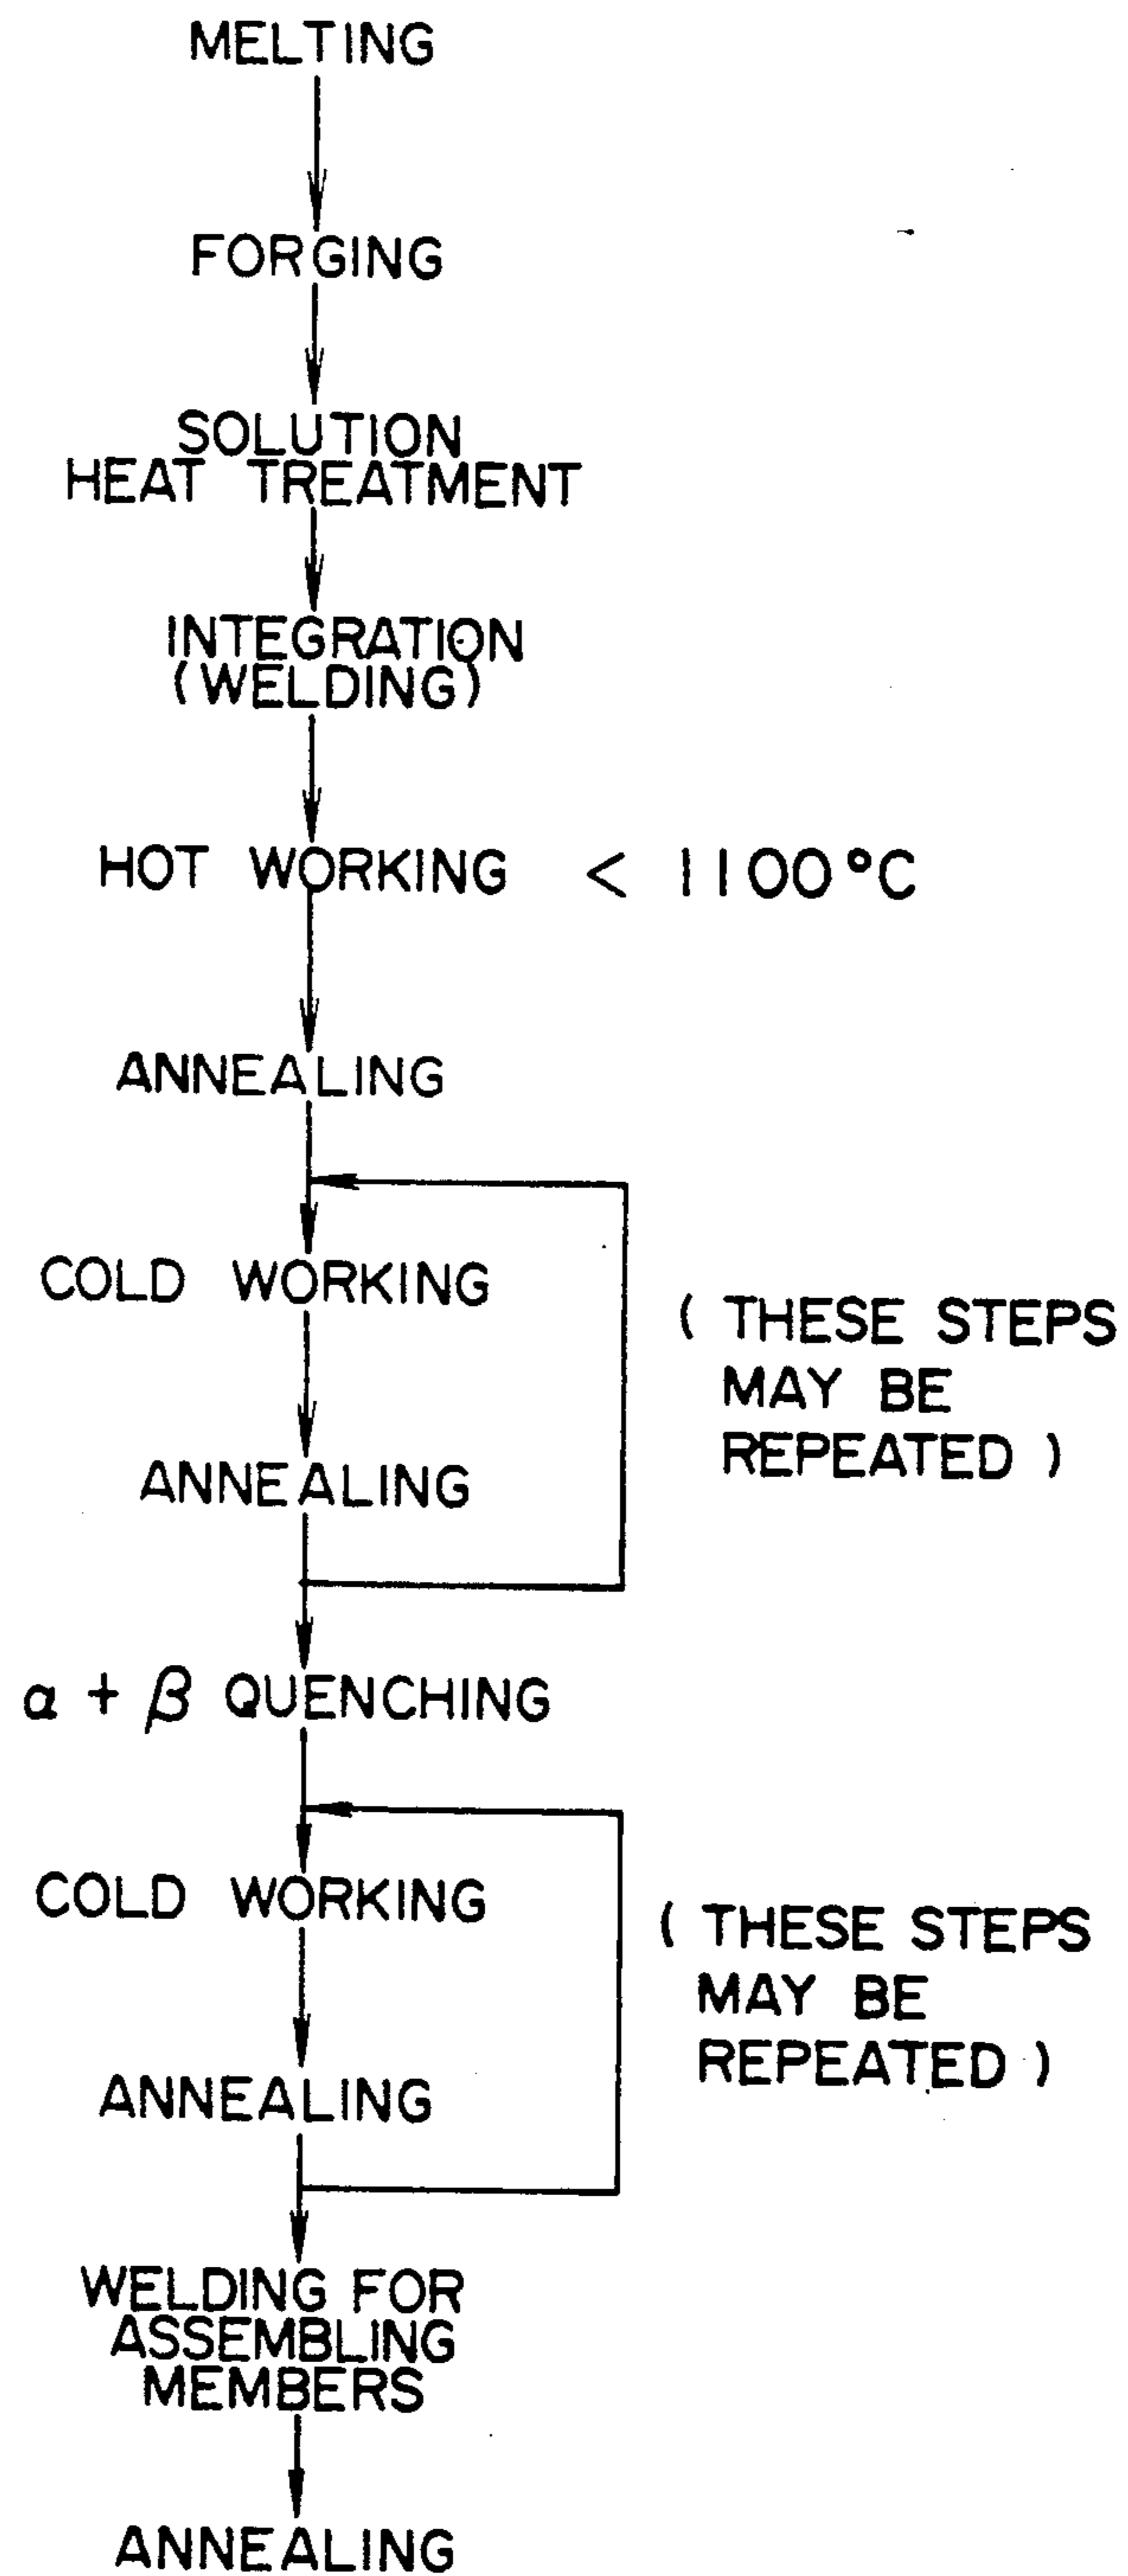 MELTING
FORGING
SOLUTION
HEAT TREATMENT
INTEGRATION
(WELDING)
HOT WORKING < 1100°C
ANNEALING
COLD WORKING
ANNEALING
( THESE STEPS
MAY BE
REPEATED )
α + β QUENCHING
COLD WORKING
ANNEALING
( THESE STEPS
MAY BE
REPEATED )
WELDING FOR
ASSEMBLING
MEMBERS
ANNEALING